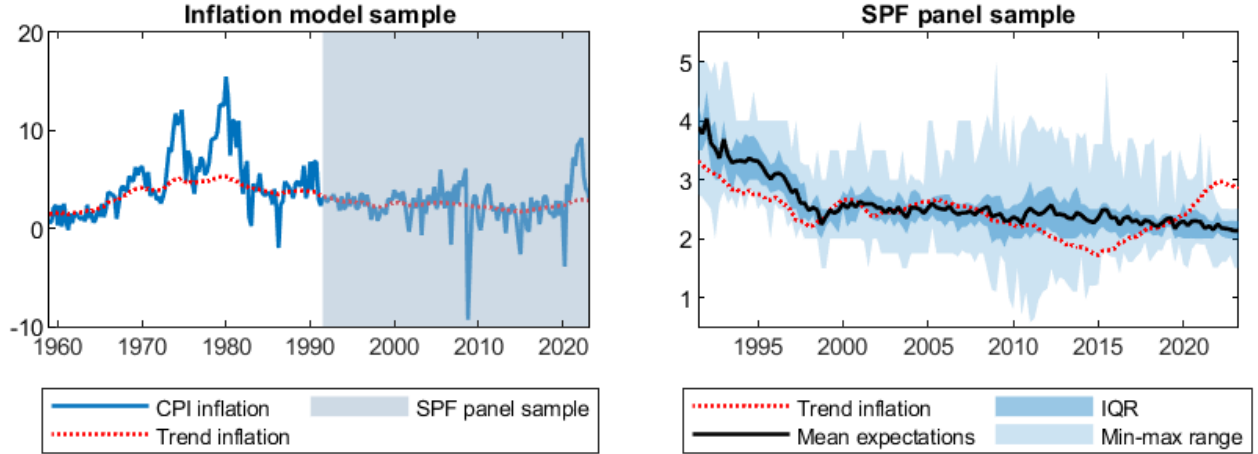 Inflation model sample
20
10
0
-10
1960 1970 1980 1990 2000 2010 2020
CPI inflation
SPF panel sample
Trend inflation
SPF panel sample
5
4
3
2
1
1995 2000 2005 2010 2015 2020
Trend inflation
IQR
Mean expectations
Min-max range